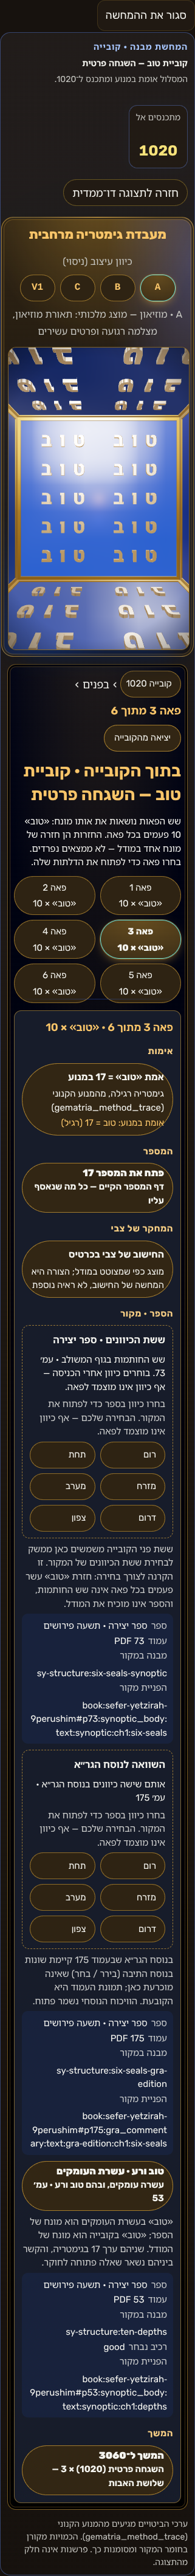 סגור את ההמחשה
המחשת מבנה • קובייה
קוביית טוב — השגחה פרטית
המסלול אומת במנוע ומתכנס ל־1020.
מתכנסים אל
1020
חזרה לתצוגה דו־ממדית
מעבדת גימטריה מרחבית
כיוון עיצוב (ניסוי)
A
B
C
V1
A • מוזיאון — מוצג מלכותי: תאורת מוזיאון,
מצלמה רגועה ופרטים עשירים
טוב טוב
טוב טוב
טוב טוב
טוב טוב
טוב טוב
קובייה 1020
› בפנים ›
פאה 3 מתוך 6
יציאה מהקובייה
בתוך הקובייה • קוביית
טוב — השגחה פרטית
שש הפאות נושאות את אותו מונח: «טוב»
10 פעמים בכל פאה. החזרות הן חזרה של
מונח אחד במודל — לא ממצאים נפרדים.
בחרו פאה כדי לפתוח את הדלתות שלה.
פאה 1
«טוב» × 10
פאה 2
«טוב» × 10
פאה 3
«טוב» × 10
פאה 4
«טוב» × 10
פאה 5
«טוב» × 10
פאה 6
«טוב» × 10
פאה 3 מתוך 6 • «טוב» × 10
אימות
אמת «טוב» = 17 במנוע
גימטריה רגילה, מהמנוע הקנוני
(gematria_method_trace)
אומת במנוע: טוב = 17 (רגיל)
המספר
פתח את המספר 17
דף המספר הקיים — כל מה שנאסף
עליו
המחקר של צבי
החישוב של צבי בכרטיס
מוצג כפי שמצוטט במודל; הצורה היא
המחשה של החישוב, לא ראיה נוספת
הספר • מקור
ששת הכיוונים • ספר יצירה
שש החותמות בגוף המשולב • עמ׳
73. בוחרים כיוון אחרי הכניסה —
אף כיוון אינו מוצמד לפאה.
בחרו כיוון בספר כדי לפתוח את
המקור. הבחירה שלכם — אף כיוון
אינו מוצמד לפאה.
רום
תחת
מזרח
מערב
דרום
צפון
שש פני הקובייה משמשים כאן ממשק
לבחירת ששת הכיוונים של המקור. זו
הקבלה לצורך בחירה: חזרת «טוב» עשר
פעמים בכל פאה אינה שש החותמות,
והספר אינו מוכיח את המודל.
ספר ספר יצירה • תשעה פירושים
עמוד PDF 73
מבנה במקור
sy-structure:six-seals-synoptic
הפניית מקור
book:sefer-yetzirah-
9perushim#p73:synoptic_body:
text:synoptic:ch1:six-seals
השוואה לנוסח הגר״א
אותם שישה כיוונים בנוסח הגר״א •
עמ׳ 175
בחרו כיוון בספר כדי לפתוח את
המקור. הבחירה שלכם — אף כיוון
אינו מוצמד לפאה.
רום
תחת
מזרח
מערב
דרום
צפון
בנוסח הגר״א שבעמוד 175 קיימת שונות
בנוסח התיבה (בירר / בחר) שאינה
מוכרעת כאן; תמונת העמוד היא
הקובעת. הוויכוח הנוסחי נשמר פתוח.
ספר ספר יצירה • תשעה פירושים
עמוד PDF 175
מבנה במקור
sy-structure:six-seals-gra-
edition
הפניית מקור
book:sefer-yetzirah-
9perushim#p175:gra_comment
ary:text:gra-edition:ch1:six-seals
טוב ורע • עשרת העומקים
עשרה עומקים, ובהם טוב ורע • עמ׳
53
«טוב» בעשרת העומקים הוא מונח של
הספר; «טוב» בקובייה הוא מונח של
המודל. שניהם ערך 17 בגימטריה, והקשר
ביניהם נשאר שאלה פתוחה לחוקר.
ספר ספר יצירה • תשעה פירושים
עמוד PDF 53
מבנה במקור
sy-structure:ten-depths
רכיב נבחר good
הפניית מקור
book:sefer-yetzirah-
9perushim#p53:synoptic_body:
text:synoptic:ch1:depths
המשך
המשך ל־3060
השגחה פרטית (1020) × 3 —
שלושת האבות
ערכי הביטויים מגיעים מהמנוע הקנוני
(gematria_method_trace). הכמויות מקורן
בחומר המקור ומסומנות כך. פרשנות אינה חלק
מהתצוגה.